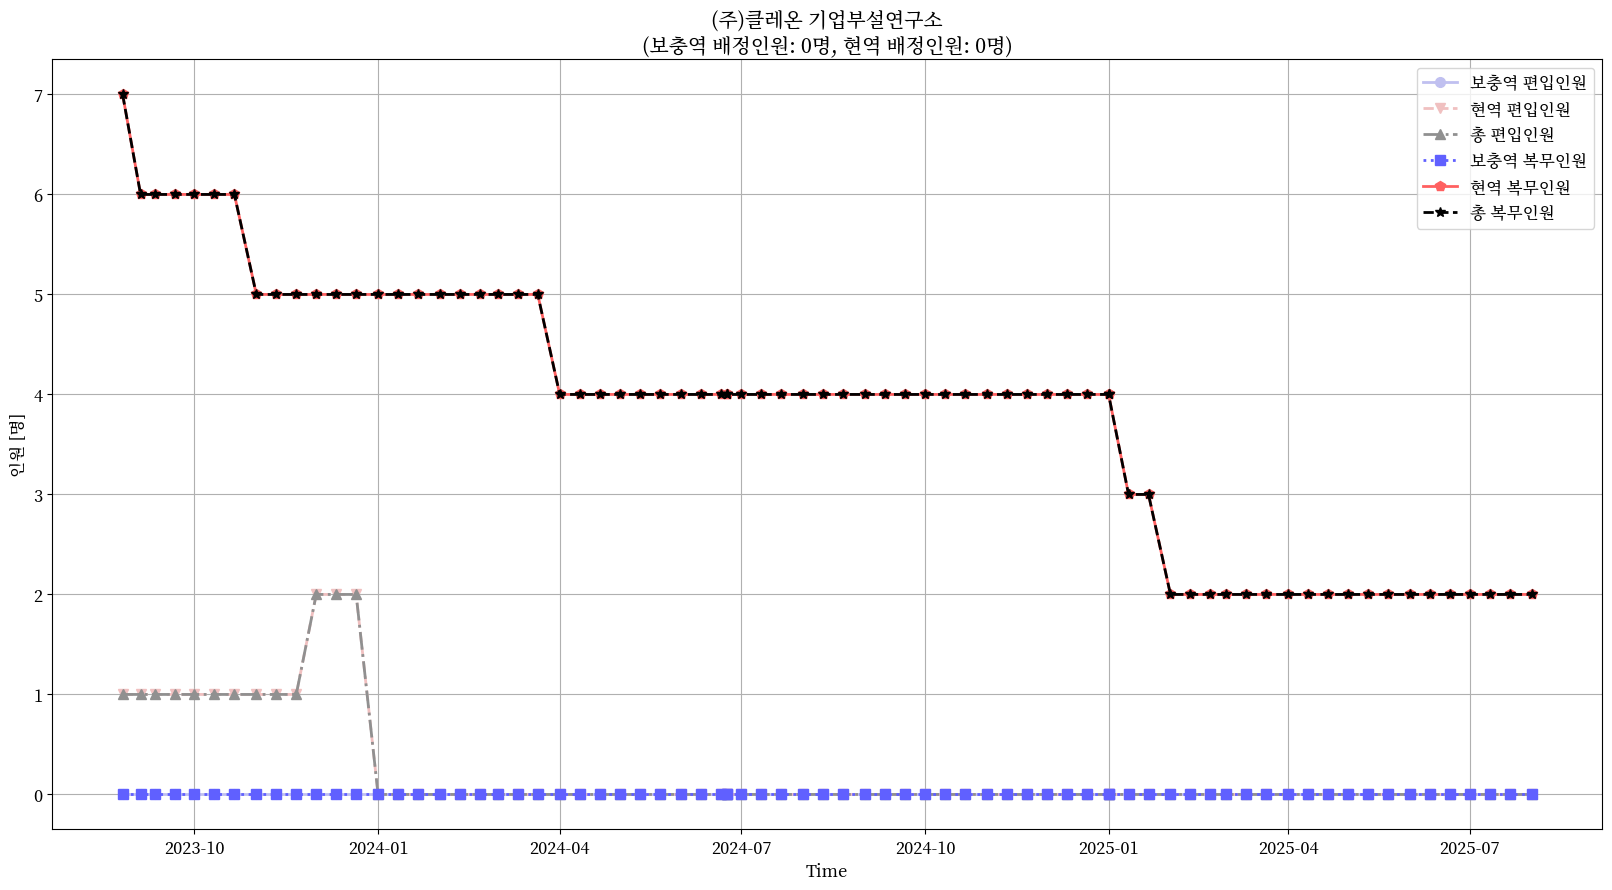 (주)클레온 기업부설연구소
(보충역 배정인원: 0명, 현역 배정인원: 0명)
보충역 편입인원
현역 편입인원
총 편입인원
보충역 복무인원
현역 복무인원
총 복무인원
인원 [명]
7
6
5
4
3
2
1
0
2023-10 2024-01 2024-04 2024-07 2024-10 2025-01 2025-04 2025-07
Time